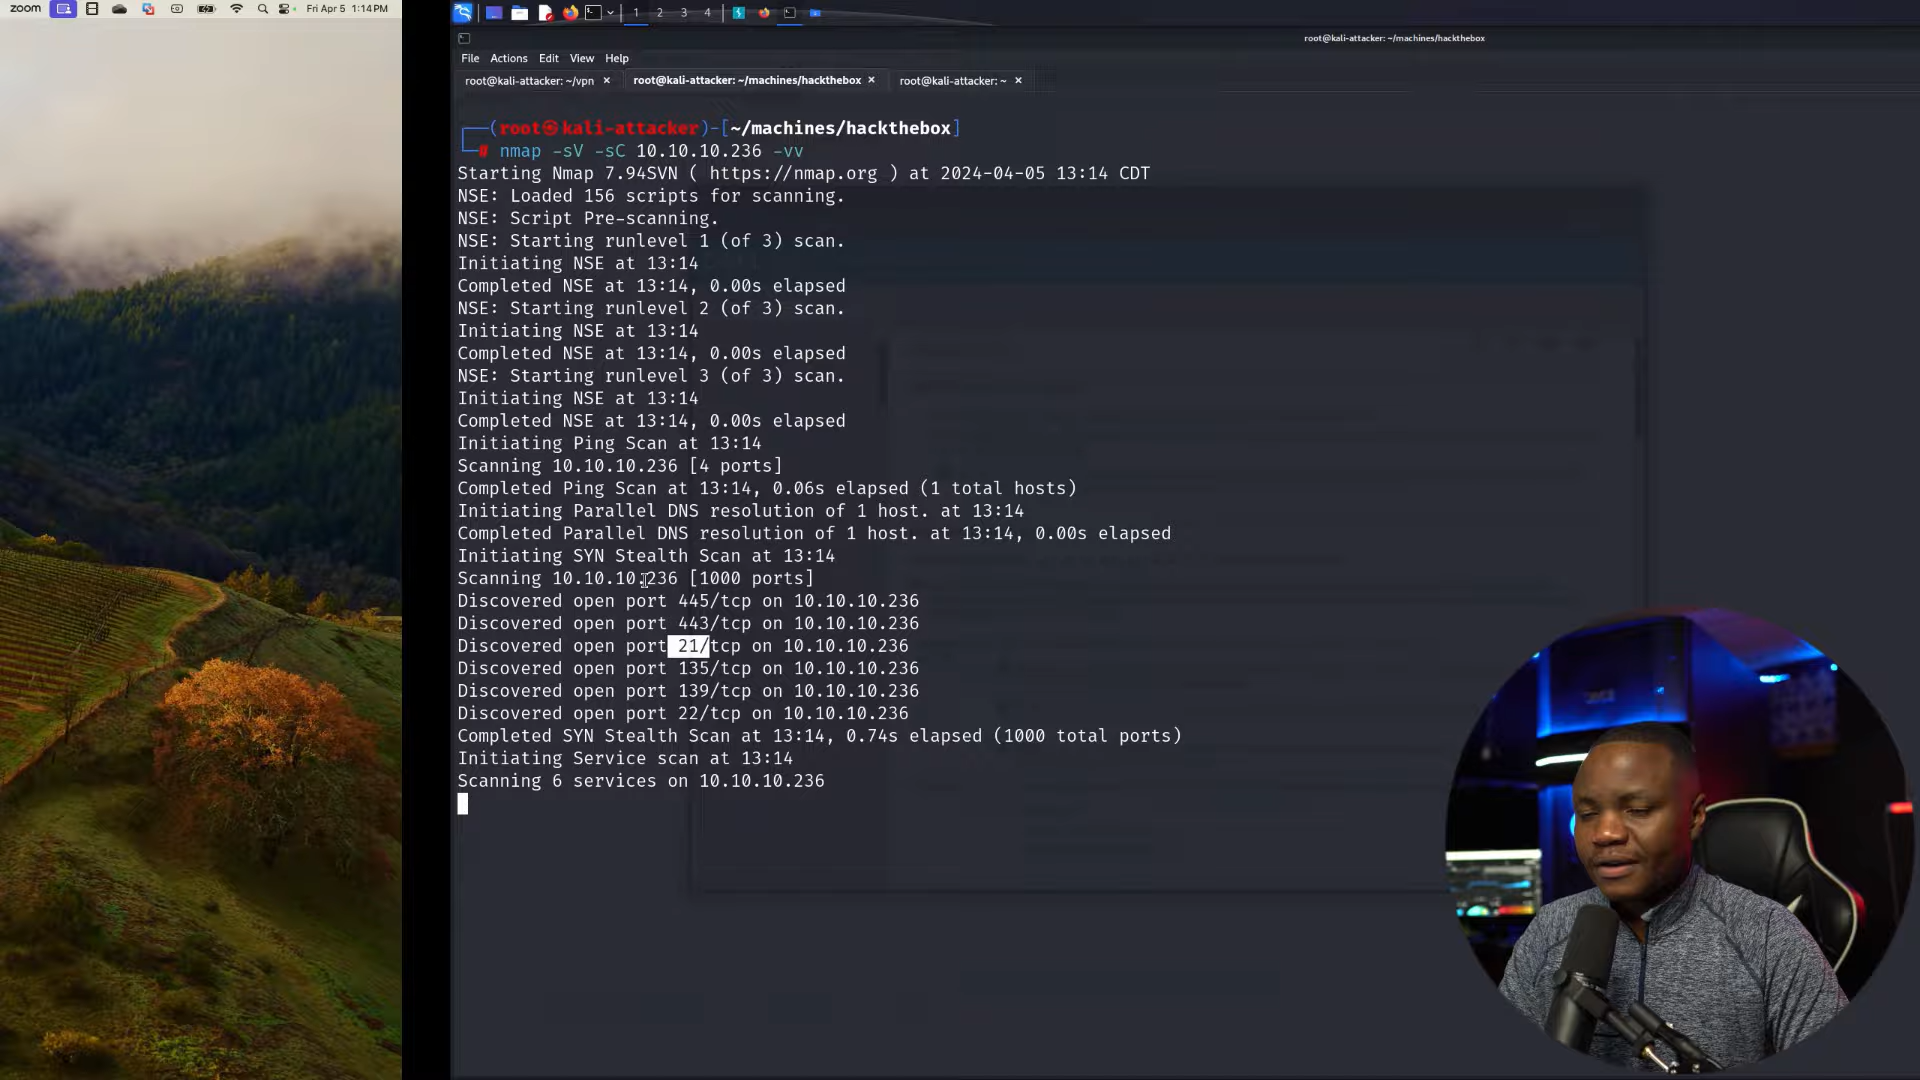 zoom
Fri Apr 5 1:14PM
1 2 3 4
root@kali-attacker: ~/machines/hackthebox
File Actions Edit View Help
root@kali-attacker: ~/vpn × root@kali-attacker: ~/machines/hackthebox × root@kali-attacker: ~ ×
┌──(root㉿kali-attacker)-[~/machines/hackthebox]
└─# nmap -sV -sC 10.10.10.236 -vv
Starting Nmap 7.94SVN ( https://nmap.org ) at 2024-04-05 13:14 CDT
NSE: Loaded 156 scripts for scanning.
NSE: Script Pre-scanning.
NSE: Starting runlevel 1 (of 3) scan.
Initiating NSE at 13:14
Completed NSE at 13:14, 0.00s elapsed
NSE: Starting runlevel 2 (of 3) scan.
Initiating NSE at 13:14
Completed NSE at 13:14, 0.00s elapsed
NSE: Starting runlevel 3 (of 3) scan.
Initiating NSE at 13:14
Completed NSE at 13:14, 0.00s elapsed
Initiating Ping Scan at 13:14
Scanning 10.10.10.236 [4 ports]
Completed Ping Scan at 13:14, 0.06s elapsed (1 total hosts)
Initiating Parallel DNS resolution of 1 host. at 13:14
Completed Parallel DNS resolution of 1 host. at 13:14, 0.00s elapsed
Initiating SYN Stealth Scan at 13:14
Scanning 10.10.10.236 [1000 ports]
Discovered open port 445/tcp on 10.10.10.236
Discovered open port 443/tcp on 10.10.10.236
Discovered open port 21/tcp on 10.10.10.236
Discovered open port 135/tcp on 10.10.10.236
Discovered open port 139/tcp on 10.10.10.236
Discovered open port 22/tcp on 10.10.10.236
Completed SYN Stealth Scan at 13:14, 0.74s elapsed (1000 total ports)
Initiating Service scan at 13:14
Scanning 6 services on 10.10.10.236